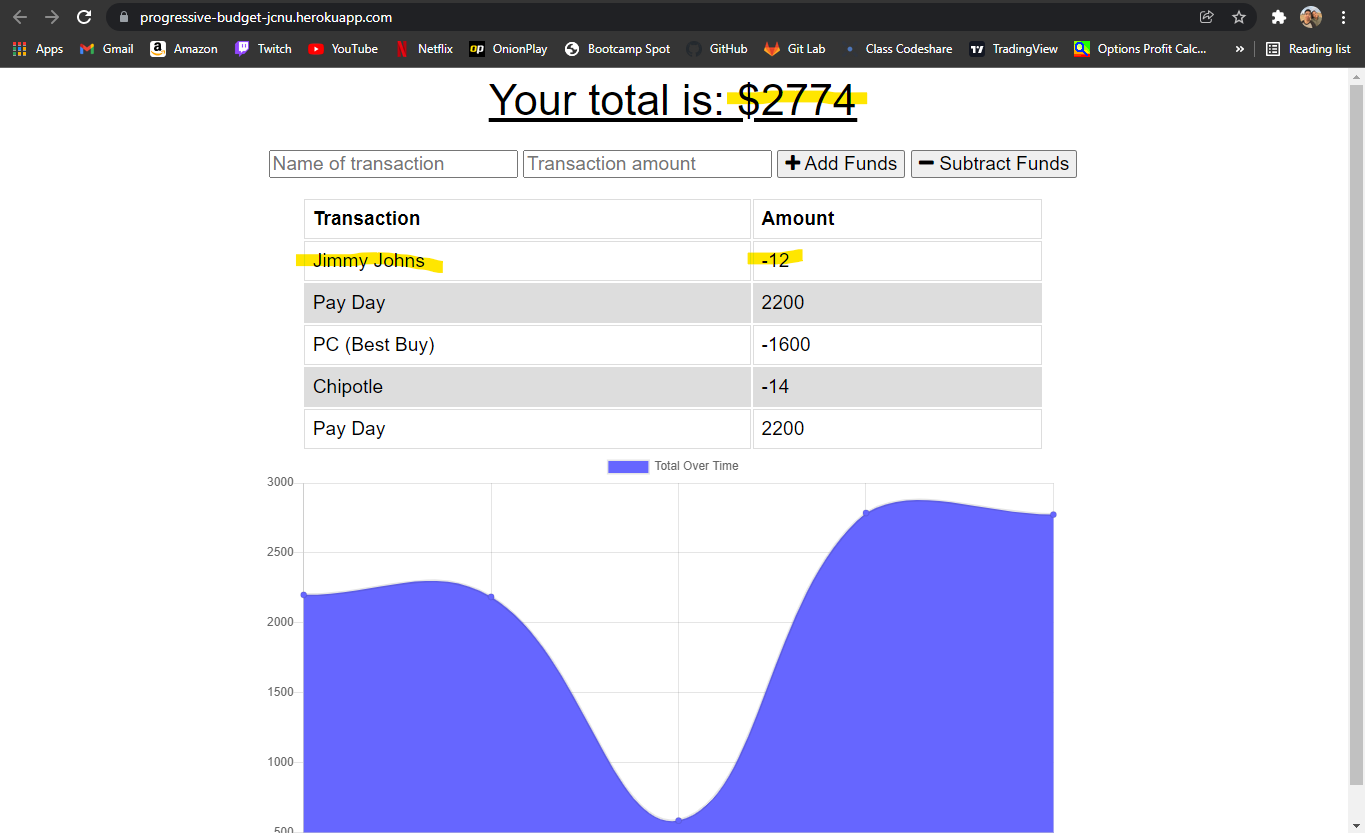 progressive-budget-jcnu.herokuapp.com
Apps Gmail Amazon Twitch YouTube Netflix OnionPlay Bootcamp Spot GitHub Git Lab Class Codeshare TradingView Options Profit Calc... » Reading list
Your total is: $2774
Name of transaction Transaction amount Add Funds Subtract Funds
Transaction Amount
Jimmy Johns -12
Pay Day 2200
PC (Best Buy) -1600
Chipotle -14
Pay Day 2200
Total Over Time
3000
2500
2000
1500
1000
500